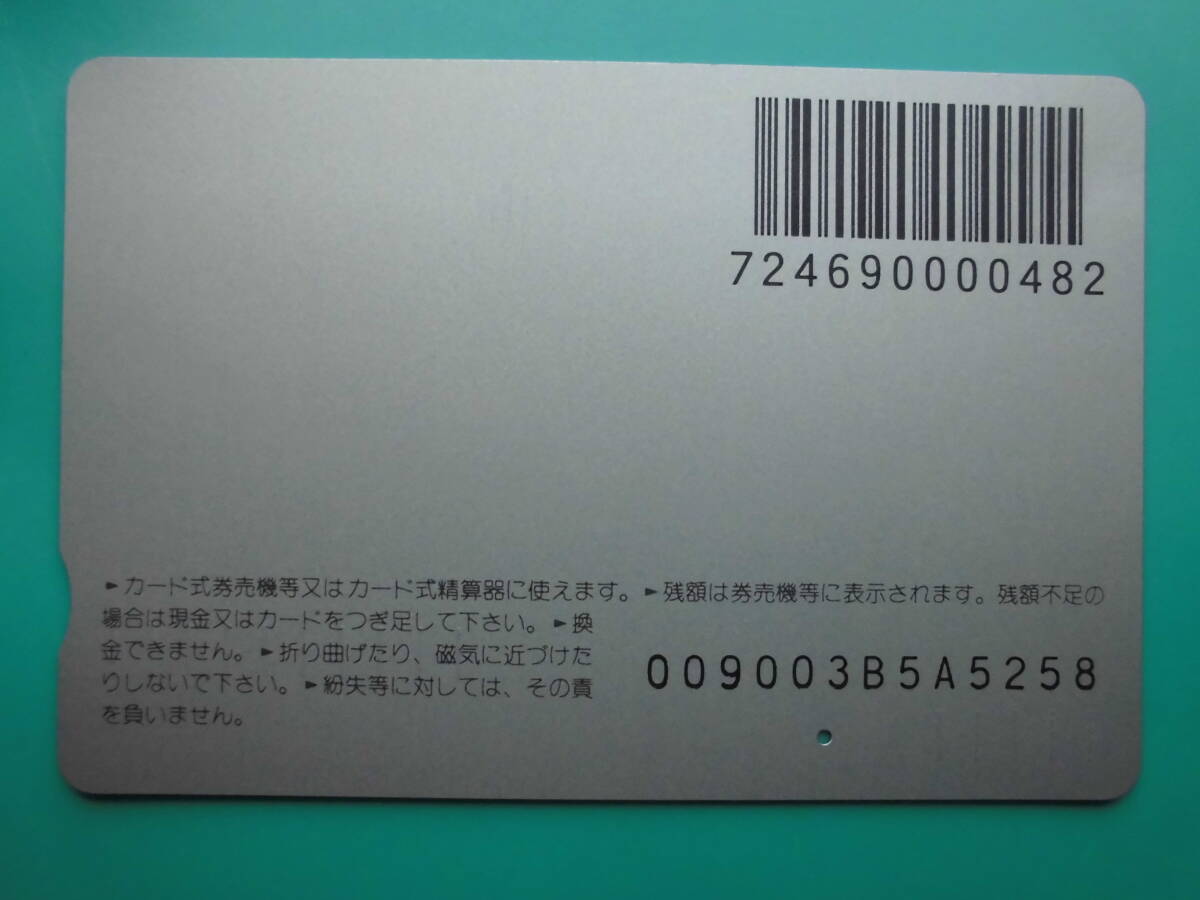 724690000482
►カード式券売機等又はカード式精算器に使えます。►残額は券売機等に表示されます。残額不足の
場合は現金又はカードをつぎ足して下さい。►換
金できません。►折り曲げたり、磁気に近づけた
りしないで下さい。►紛失等に対しては、その責
を負いません。
009003B5A5258